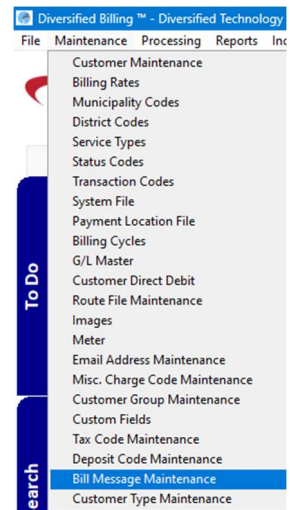 Diversified Billing ™ - Diversified Technology
File Maintenance Processing Reports
Customer Maintenance
Billing Rates
Municipality Codes
District Codes
Service Types
Status Codes
Transaction Codes
System File
Payment Location File
Billing Cycles
G/L Master
Customer Direct Debit
Route File Maintenance
Images
Meter
Email Address Maintenance
Misc. Charge Code Maintenance
Customer Group Maintenance
Custom Fields
Tax Code Maintenance
Deposit Code Maintenance
Bill Message Maintenance
Customer Type Maintenance
To Do
earch